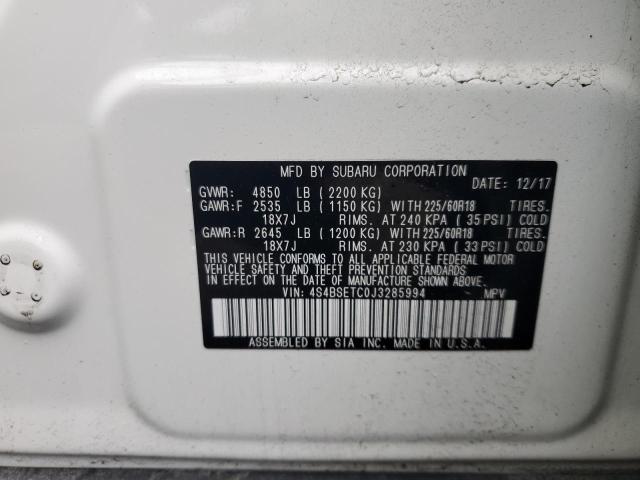 MFD BY SUBARU CORPORATION
DATE: 12/17
GVWR: 4850 LB (2200 KG)
GAWR:F 2535 LB (1150 KG) WITH 225/60R18 TIRES.
18X7J RIMS. AT 240 KPA (35 PSI) COLD
GAWR:R 2645 LB (1200 KG) WITH 225/60R18 TIRES.
18X7J RIMS. AT 230 KPA (33 PSI) COLD
THIS VEHICLE CONFORMS TO ALL APPLICABLE FEDERAL MOTOR
VEHICLE SAFETY AND THEFT PREVENTION STANDARDS IN
EFFECT ON THE DATE OF MANUFACTURE SHOWN ABOVE.
VIN: 4S4BSETC0J3285994 MPV
ASSEMBLED BY SIA INC. MADE IN U.S.A.